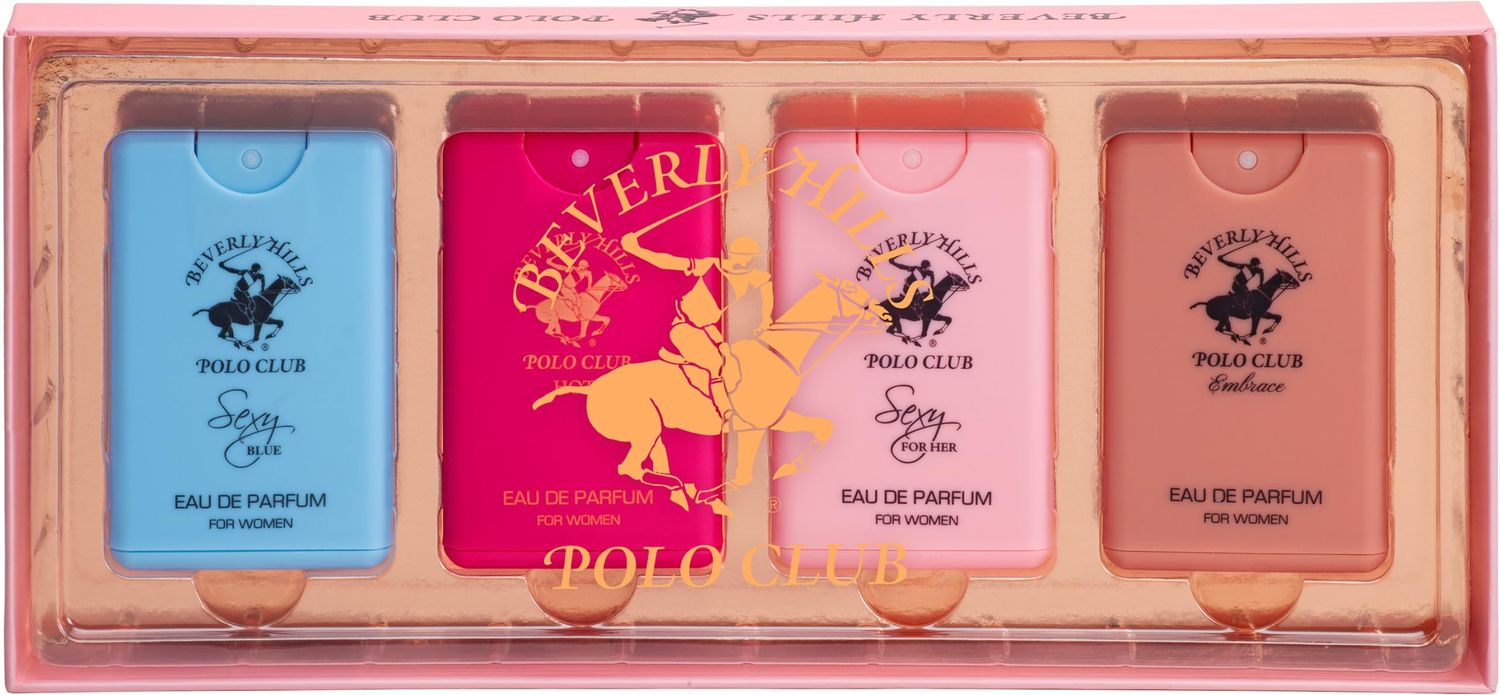 BEVERLY HILLS POLO CLUB
BEVERLY HILLS
POLO CLUB
Sexy
BLUE
EAU DE PARFUM
FOR WOMEN
BEVERLY HILLS
POLO CLUB
HOT
EAU DE PARFUM
FOR WOMEN
BEVERLY HILLS
®
POLO CLUB
BEVERLY HILLS
®
POLO CLUB
Sexy
FOR HER
EAU DE PARFUM
FOR WOMEN
BEVERLY HILLS
®
POLO CLUB
Embrace
EAU DE PARFUM
FOR WOMEN